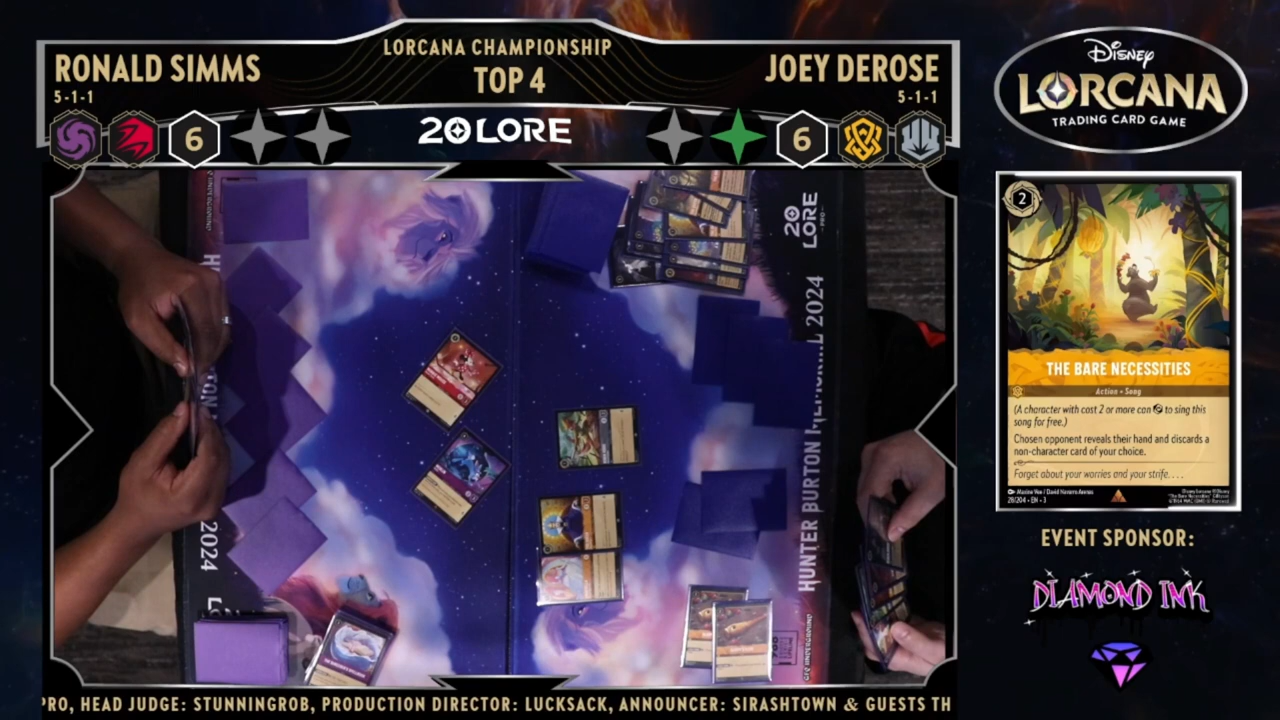 RONALD SIMMS
5-1-1
LORCANA CHAMPIONSHIP
TOP 4
JOEY DEROSE
5-1-1
6
20LORE
6
Disney
LORCANA
TRADING CARD GAME
2
THE BARE NECESSITIES
Action • Song
(A character with cost 2 or more can to sing this
song for free.)
Chosen opponent reveals their hand and discards a
non-character card of your choice.
Forget about your worries and your strife. . . .
EVENT SPONSOR:
DIAMOND INK
20
LORE
HUNTER BURTON MEMORIAL 2024
2024
PRO, HEAD JUDGE: STUNNINGROB, PRODUCTION DIRECTOR: LUCKSACK, ANNOUNCER: SIRASHTOWN & GUESTS TH